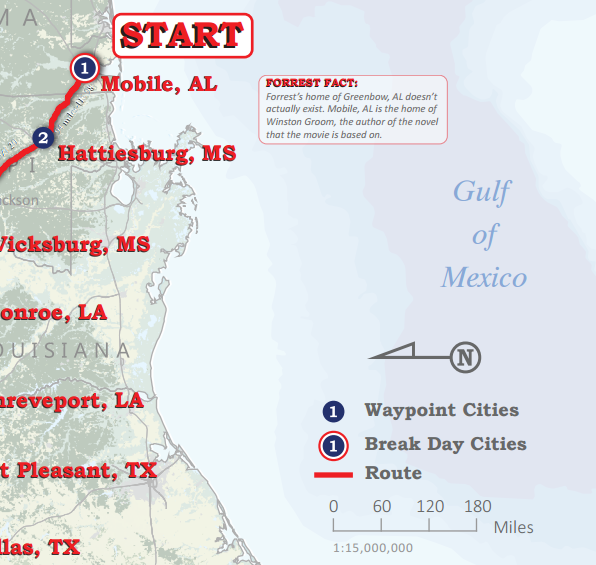 M A
START
1
Mobile, AL
FORREST FACT:
Forrest's home of Greenbow, AL doesn't
actually exist. Mobile, AL is the home of
Winston Groom, the author of the novel
that the movie is based on.
2
Hattiesburg, MS
I
ackson
Gulf
of
Mexico
Vicksburg, MS
onroe, LA
OUISIANA
N
hreveport, LA
1 Waypoint Cities
1 Break Day Cities
Route
t Pleasant, TX
0 60 120 180
Miles
1:15,000,000
llas, TX